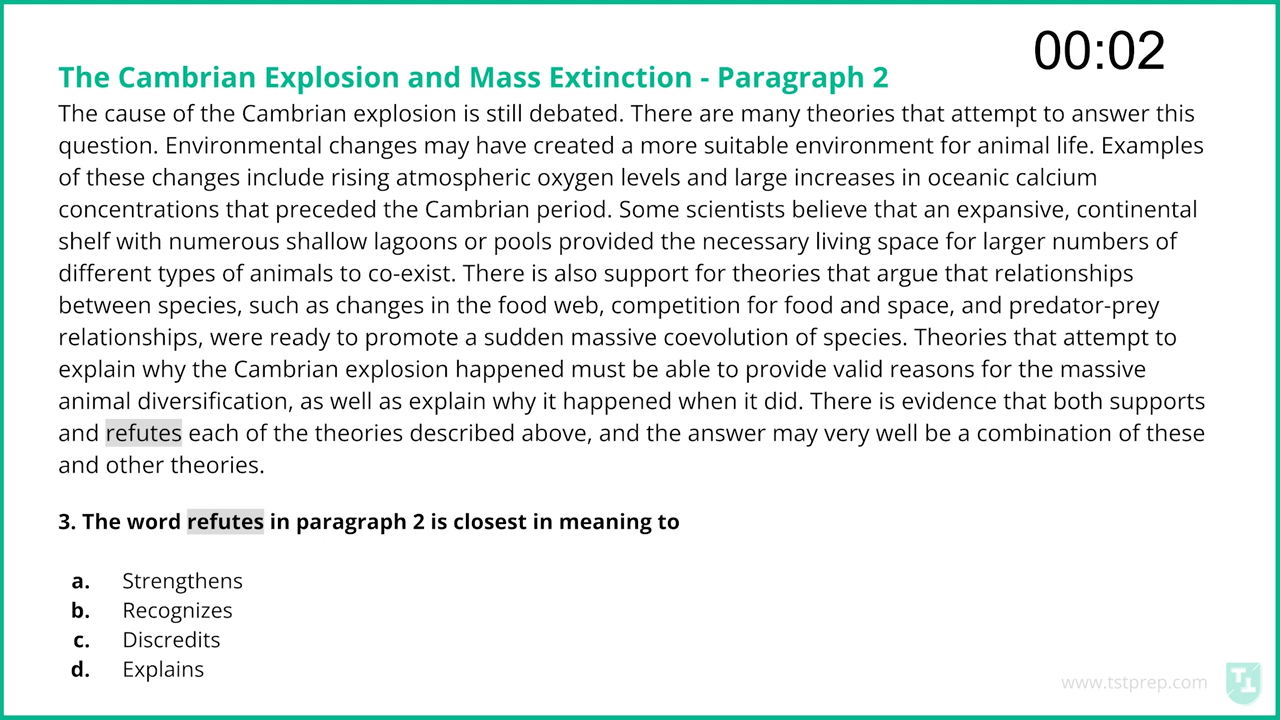 00:02
The Cambrian Explosion and Mass Extinction - Paragraph 2
The cause of the Cambrian explosion is still debated. There are many theories that attempt to answer this
question. Environmental changes may have created a more suitable environment for animal life. Examples
of these changes include rising atmospheric oxygen levels and large increases in oceanic calcium
concentrations that preceded the Cambrian period. Some scientists believe that an expansive, continental
shelf with numerous shallow lagoons or pools provided the necessary living space for larger numbers of
different types of animals to co-exist. There is also support for theories that argue that relationships
between species, such as changes in the food web, competition for food and space, and predator-prey
relationships, were ready to promote a sudden massive coevolution of species. Theories that attempt to
explain why the Cambrian explosion happened must be able to provide valid reasons for the massive
animal diversification, as well as explain why it happened when it did. There is evidence that both supports
and refutes each of the theories described above, and the answer may very well be a combination of these
and other theories.
3. The word refutes in paragraph 2 is closest in meaning to
a. Strengthens
b. Recognizes
c. Discredits
d. Explains
www.tstprep.com